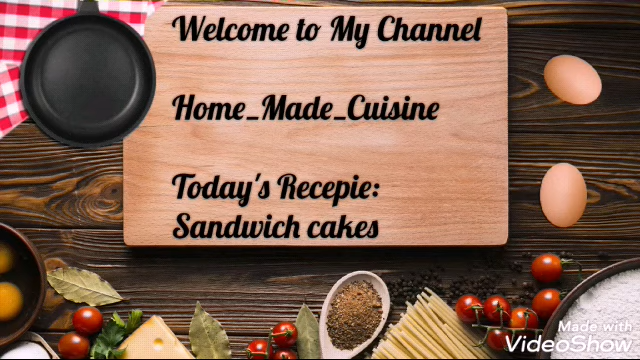 Welcome to My Channel
Home_Made_Cuisine
Today's Recepie:
Sandwich cakes
Made with
VideoShow